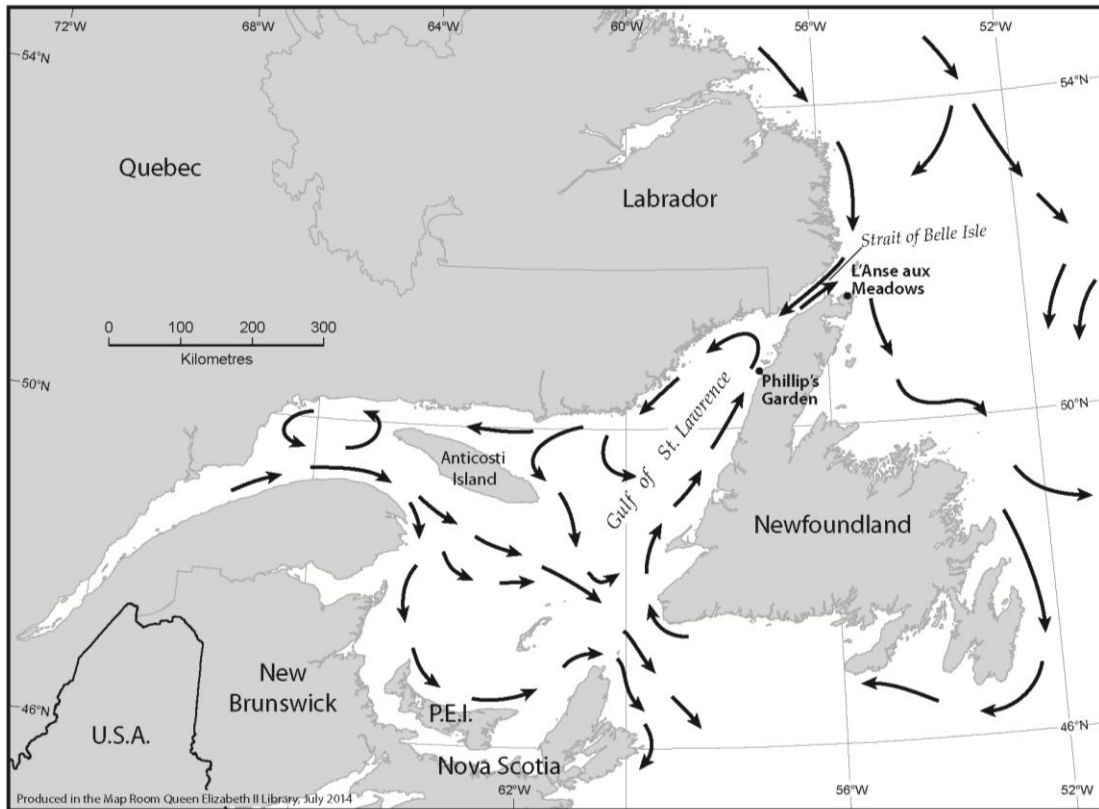 72°W
68°W
64°W
60°W
56°W
52°W
54°N
54°N
Quebec
Labrador
Strait of Belle Isle
L'Anse aux
Meadows
0 100 200 300
Kilometres
Phillip's
Garden
50°N
50°N
Gulf of St. Lawrence
Anticosti
Island
Newfoundland
New
Brunswick
P.E.I.
46°N
46°N
U.S.A.
Nova Scotia
Produced in the Map Room Queen Elizabeth II Library, July 2014
62°W
56°W
52°W